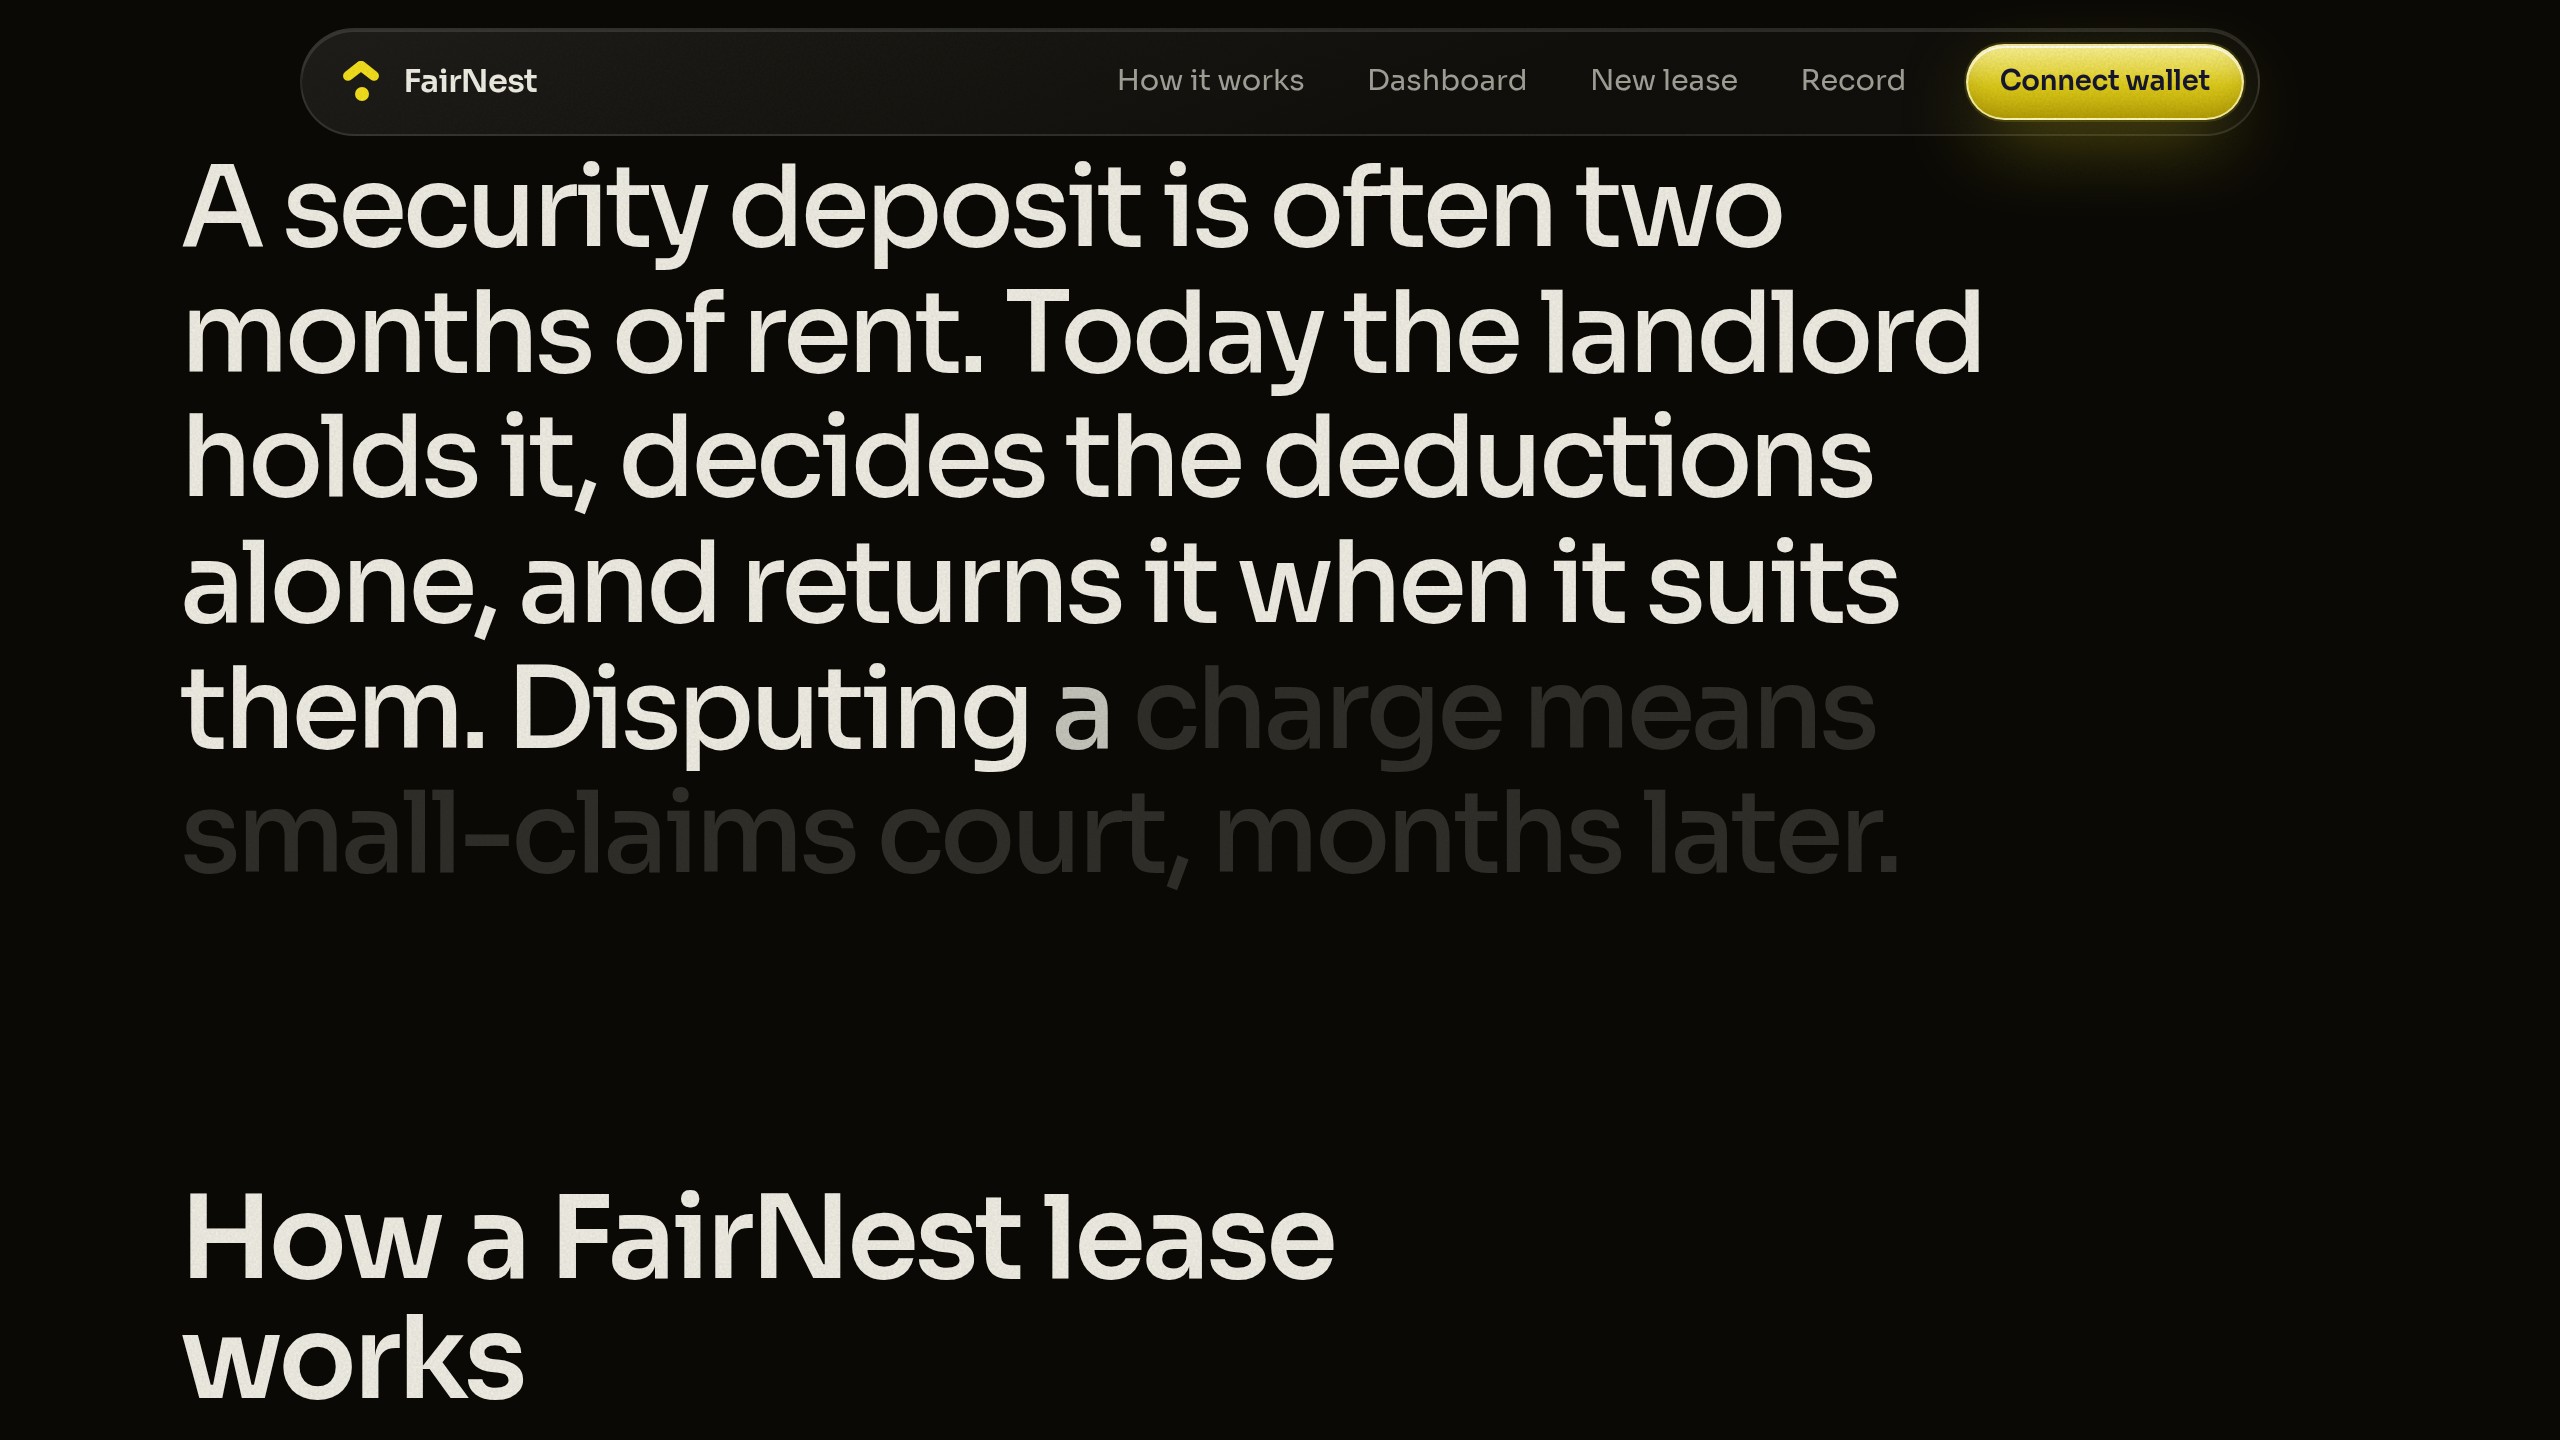 FairNest
How it works
Dashboard
New lease
Record
Connect wallet
A security deposit is often two
months of rent. Today the landlord
holds it, decides the deductions
alone, and returns it when it suits
them. Disputing a charge means
small-claims court, months later.
How a FairNest lease
works